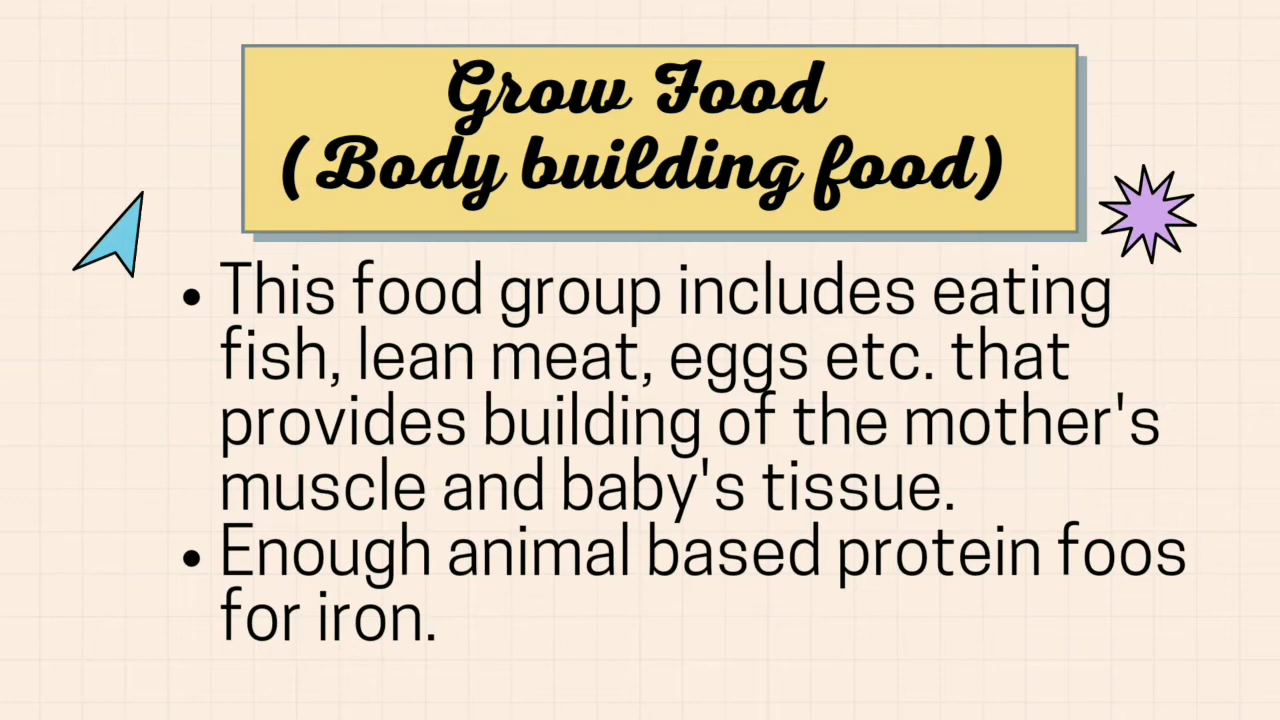 Grow Food
(Body building food)
• This food group includes eating
fish, lean meat, eggs etc. that
provides building of the mother's
muscle and baby's tissue.
• Enough animal based protein foos
for iron.